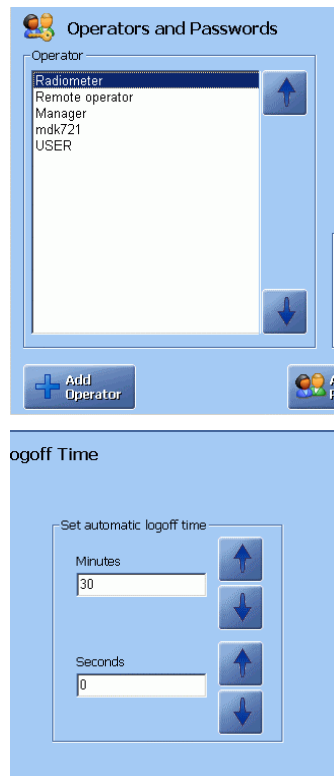 Operators and Passwords
Operator
Radiometer
Remote operator
Manager
mdk721
USER
Add
Operator
ogoff Time
Set automatic logoff time
Minutes
30
Seconds
0